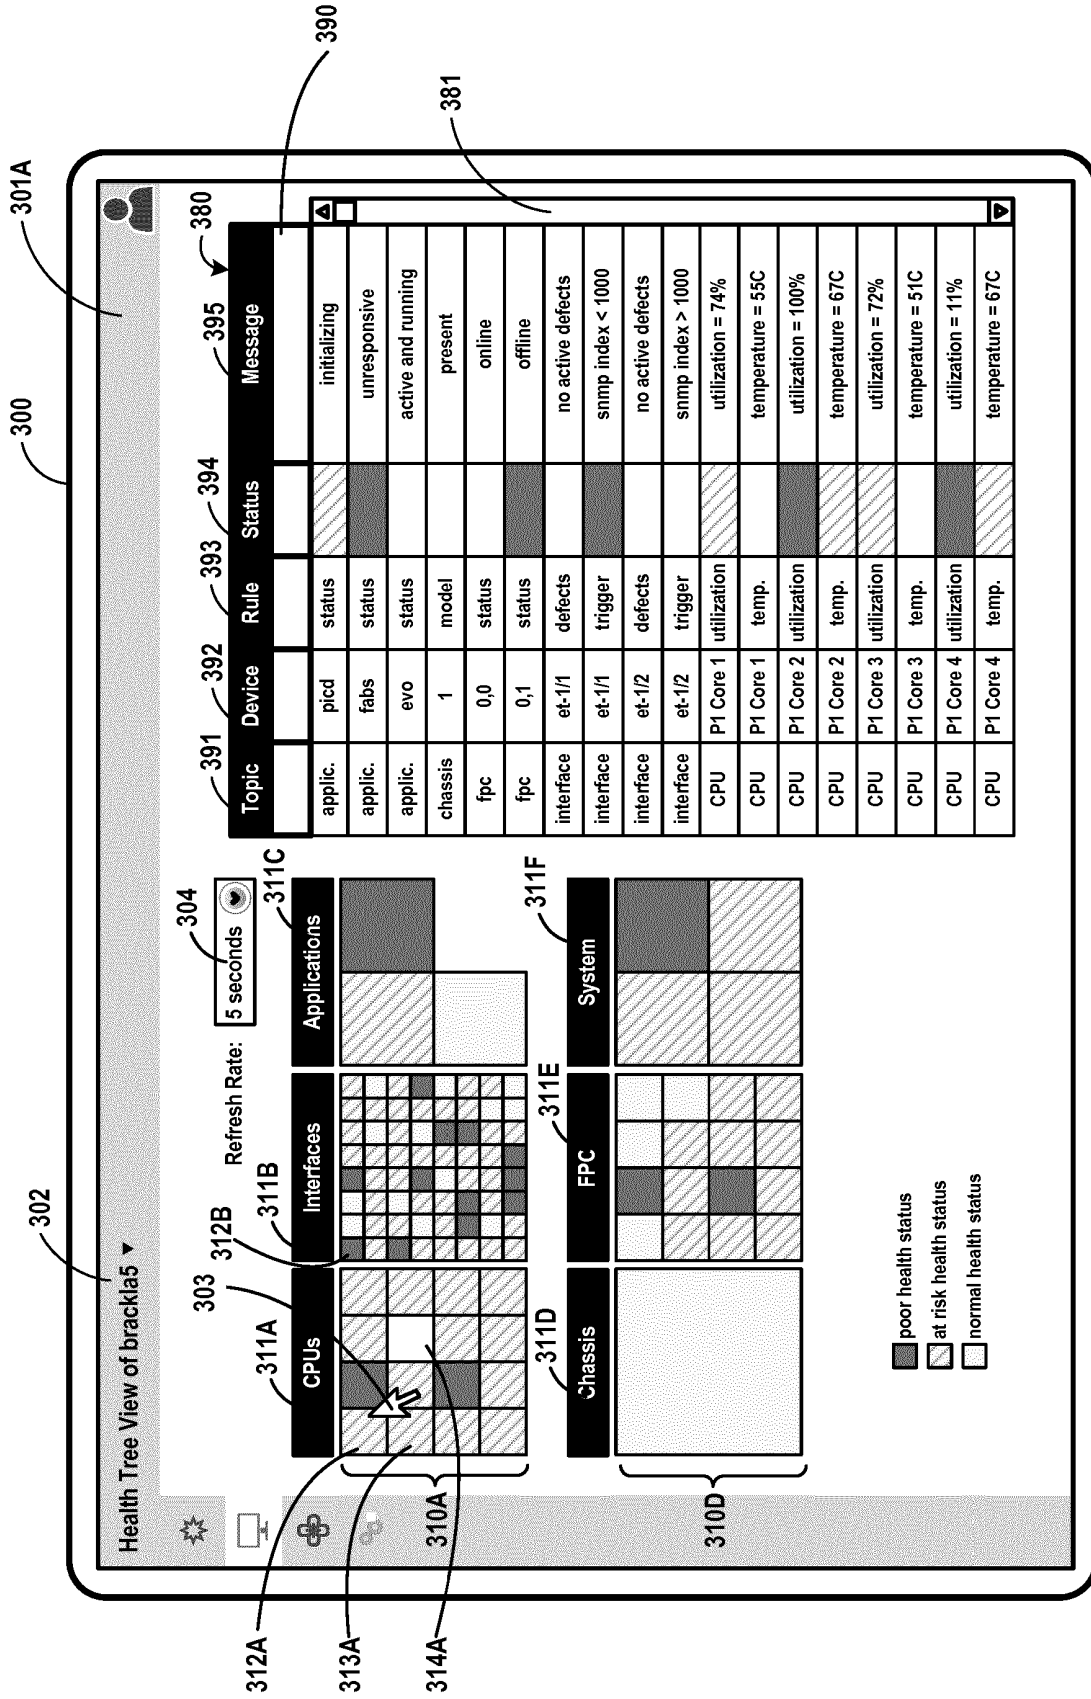 300
301A
302
Health Tree View of brackla5 ▼
304
Refresh Rate: 5 seconds
303
312B
311A
311B
311C
CPUs
Interfaces
Applications
312A
313A
314A
310A
311D
311E
311F
Chassis
FPC
System
310D
poor health status
at risk health status
normal health status
391
392
393
394
395
380
Topic Device Rule Status Message
390
381
applic. picd status initializing
applic. fabs status unresponsive
applic. evo status active and running
chassis 1 model present
fpc 0,0 status online
fpc 0,1 status offline
interface et-1/1 defects no active defects
interface et-1/1 trigger snmp index < 1000
interface et-1/2 defects no active defects
interface et-1/2 trigger snmp index > 1000
CPU P1 Core 1 utilization utilization = 74%
CPU P1 Core 1 temp. temperature = 55C
CPU P1 Core 2 utilization utilization = 100%
CPU P1 Core 2 temp. temperature = 67C
CPU P1 Core 3 utilization utilization = 72%
CPU P1 Core 3 temp. temperature = 51C
CPU P1 Core 4 utilization utilization = 11%
CPU P1 Core 4 temp. temperature = 67C